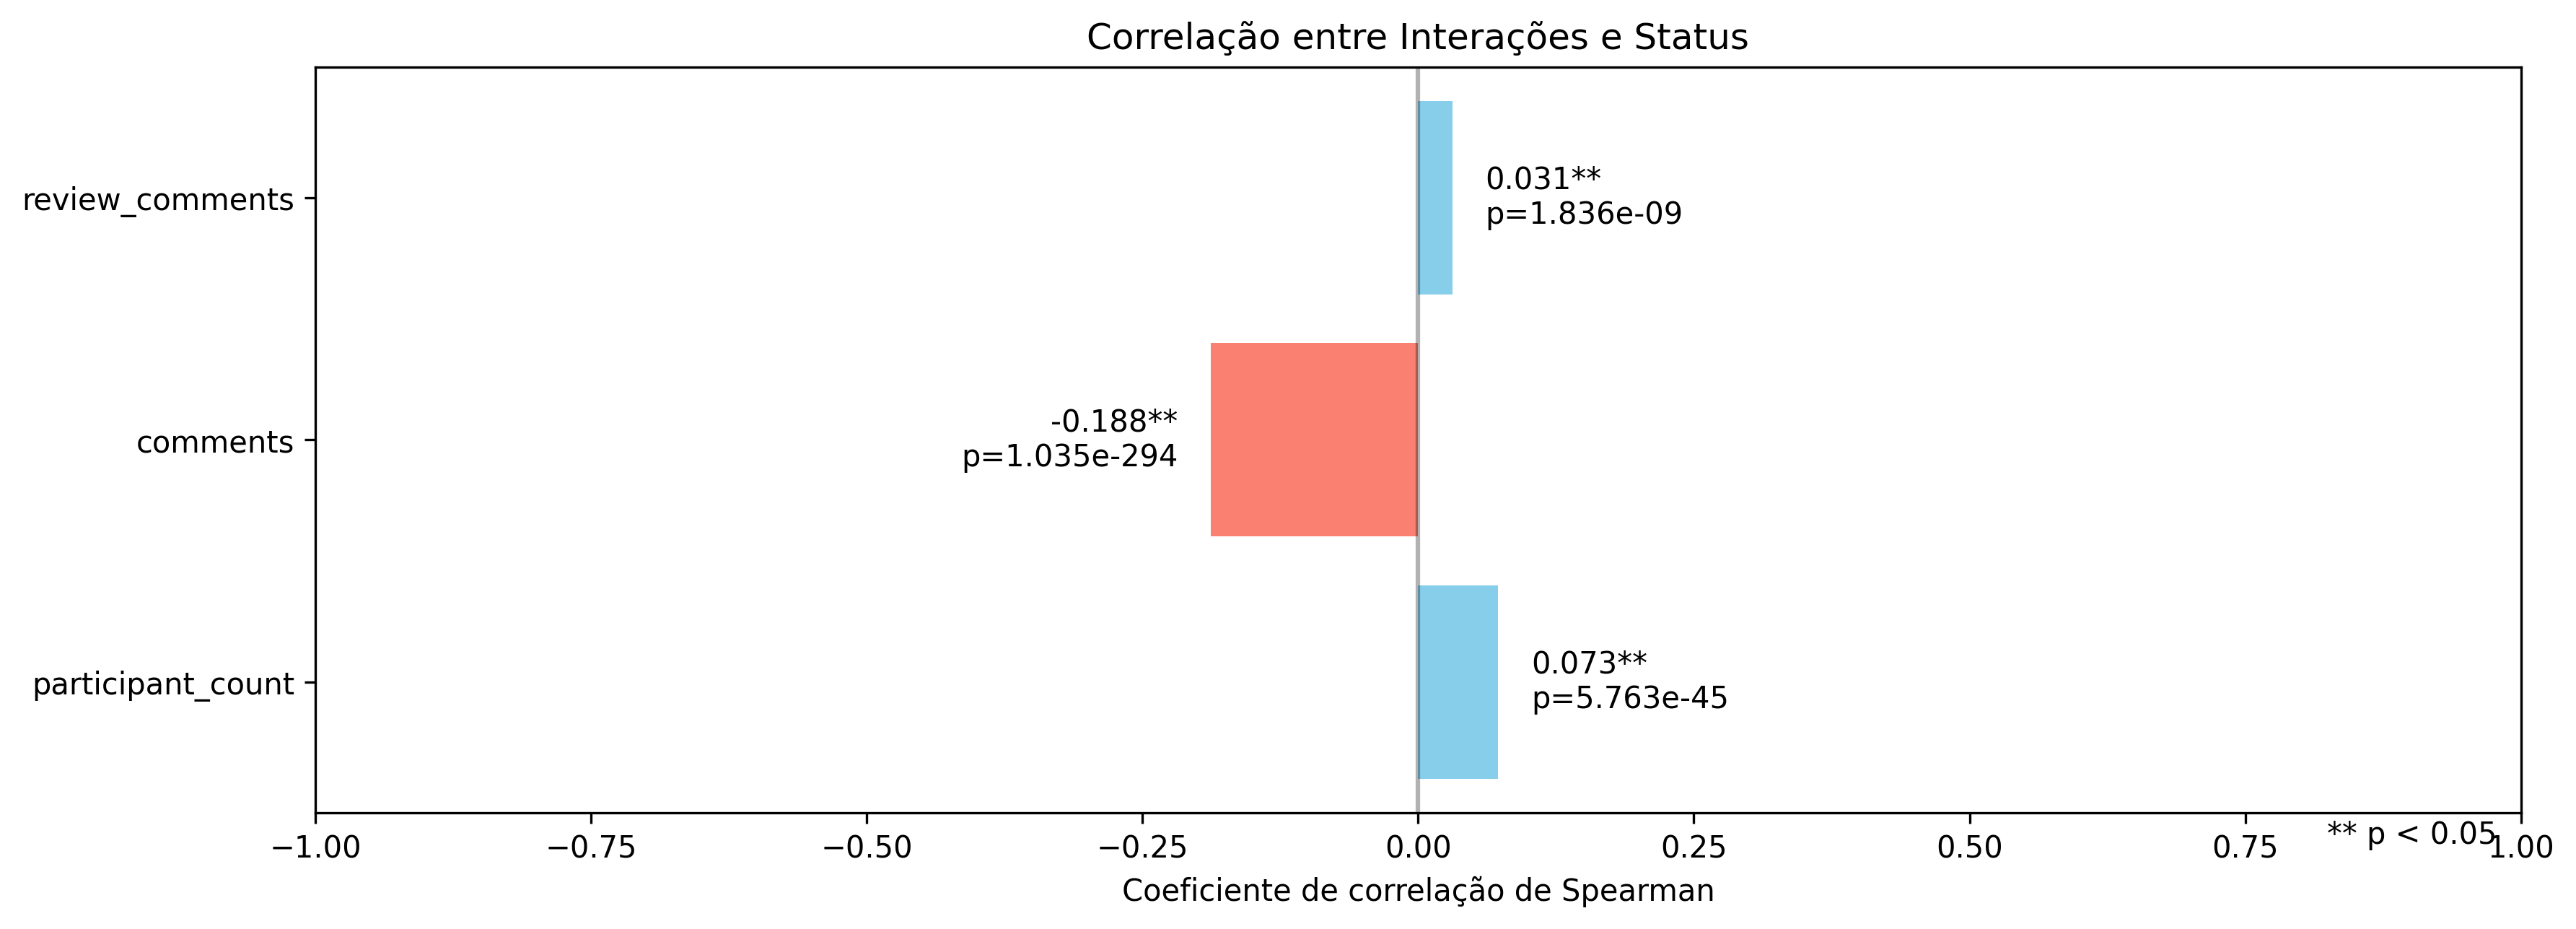 Correlação entre Interações e Status
review_comments
0.031**
p=1.836e-09
comments
-0.188**
p=1.035e-294
participant_count
0.073**
p=5.763e-45
−1.00 −0.75 −0.50 −0.25 0.00 0.25 0.50 0.75 1.00
** p < 0.05
Coeficiente de correlação de Spearman